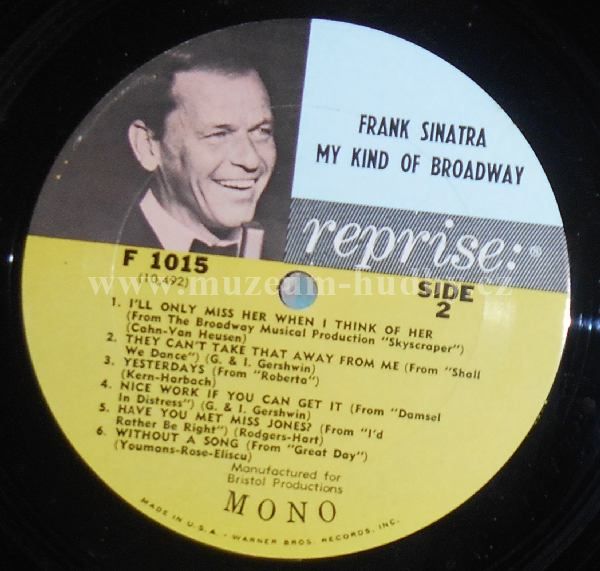 FRANK SINATRA
MY KIND OF BROADWAY
reprise:®
F 1015
(10,492)
SIDE
2
www.muzeum-hudby.cz
1. I'LL ONLY MISS HER WHEN I THINK OF HER
(From The Broadway Musical Production "Skyscraper")
(Cahn-Van Heusen)
2. THEY CAN'T TAKE THAT AWAY FROM ME (From "Shall
We Dance") (G. & I. Gershwin)
3. YESTERDAYS (From "Roberta")
(Kern-Harbach)
4. NICE WORK IF YOU CAN GET IT (From "Damsel
In Distress") (G. & I. Gershwin)
5. HAVE YOU MET MISS JONES? (From "I'd
Rather Be Right") (Rodgers-Hart)
6. WITHOUT A SONG (From "Great Day")
(Youmans-Rose-Eliscu)
Manufactured for
Bristol Productions
MONO
MADE IN U.S.A. • WARNER BROS. RECORDS, INC.